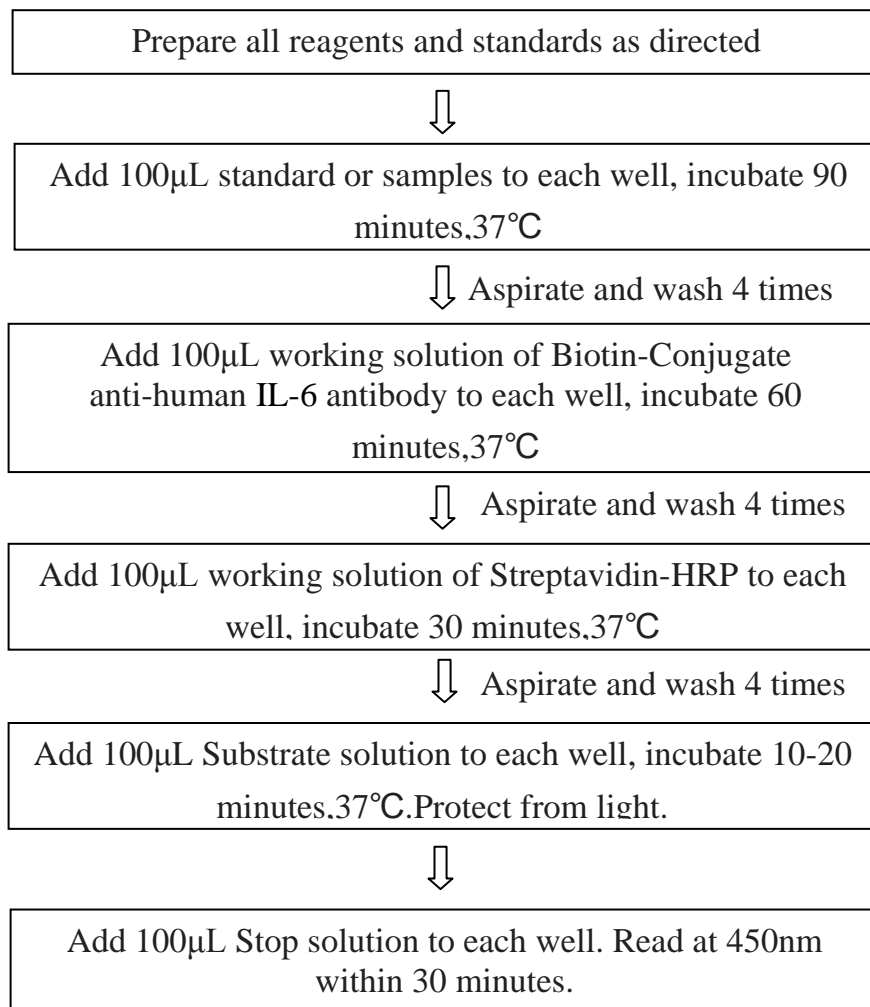 Prepare all reagents and standards as directed
Add 100μL standard or samples to each well, incubate 90
minutes,37℃
Aspirate and wash 4 times
Add 100μL working solution of Biotin-Conjugate
anti-human IL-6 antibody to each well, incubate 60
minutes,37℃
Aspirate and wash 4 times
Add 100μL working solution of Streptavidin-HRP to each
well, incubate 30 minutes,37℃
Aspirate and wash 4 times
Add 100μL Substrate solution to each well, incubate 10-20
minutes,37℃.Protect from light.
Add 100μL Stop solution to each well. Read at 450nm
within 30 minutes.